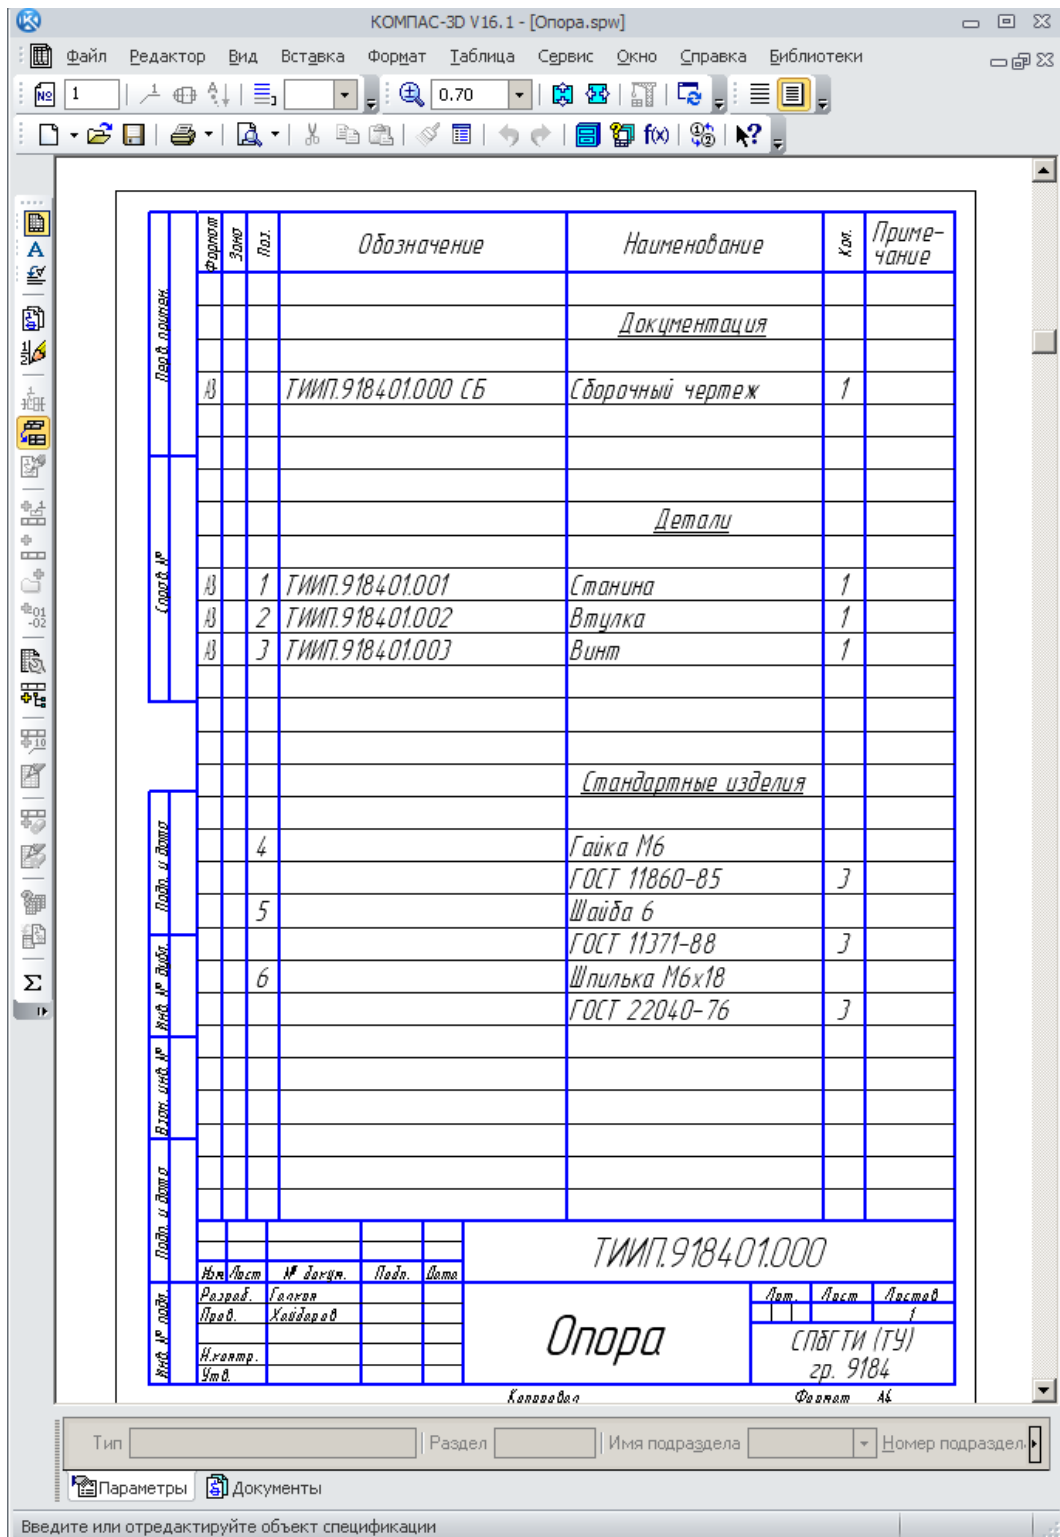 КОМПАС-3D V16.1 - [Опора.spw]
Файл Редактор Вид Вставка Формат Таблица Сервис Окно Справка Библиотеки
1 0.70
Формат Зона Поз. Обозначение Наименование Кол. Приме-
чание
Перв. примен.
Документация
А3 ТИИП.918401.000 СБ Сборочный чертеж 1
Детали
Справ. №
А3 1 ТИИП.918401.001 Станина 1
А3 2 ТИИП.918401.002 Втулка 1
А3 3 ТИИП.918401.003 Винт 1
Стандартные изделия
Подп. и дата
4 Гайка М6
ГОСТ 11860-85 3
5 Шайба 6
ГОСТ 11371-88 3
Инв. № дубл.
6 Шпилька М6х18
ГОСТ 22040-76 3
Взам. инв. №
Подп. и дата
Инв. № подл.
ТИИП.918401.000
Изм Лист № докум. Подп. Дата
Разраб. Галкин
Пров. Хайдаров
Н.контр.
Утв.
Опора
Лит. Лист Листов
1
СПбГТИ (ТУ)
гр. 9184
Копировал Формат А4
Тип Раздел Имя подраздела Номер подраздел
Параметры Документы
Введите или отредактируйте объект спецификации